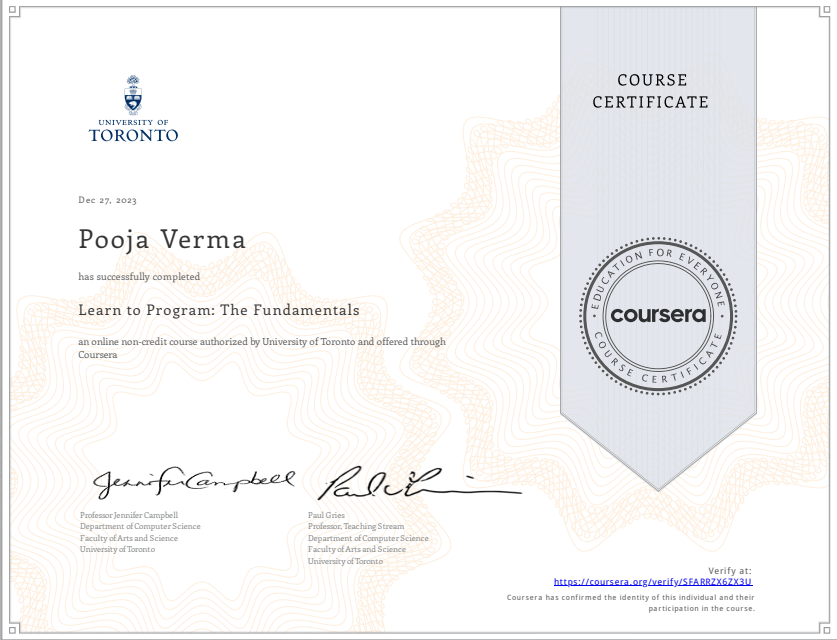 UNIVERSITY OF
TORONTO
COURSE
CERTIFICATE
Dec 27, 2023
Pooja Verma
has successfully completed
Learn to Program: The Fundamentals
an online non-credit course authorized by University of Toronto and offered through
Coursera
EDUCATION FOR EVERYONE
coursera
COURSE CERTIFICATE
Jennifer Campbell
Professor Jennifer Campbell
Department of Computer Science
Faculty of Arts and Science
University of Toronto
Paul Gries
Professor, Teaching Stream
Department of Computer Science
Faculty of Arts and Science
University of Toronto
Verify at:
https://coursera.org/verify/SFARRZX6ZX3U
Coursera has confirmed the identity of this individual and their
participation in the course.